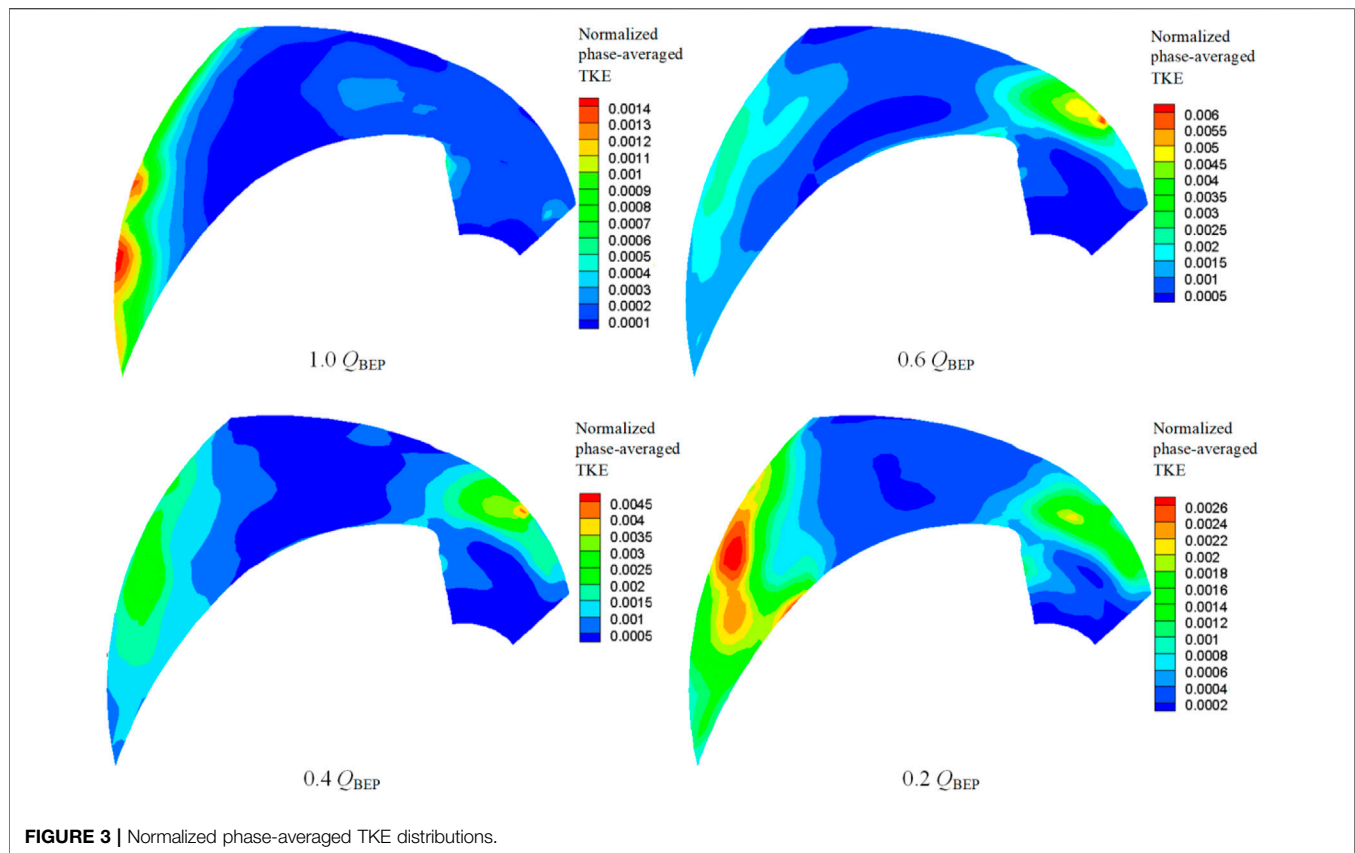 Normalized
phase-averaged
TKE
0.0014
0.0013
0.0012
0.0011
0.001
0.0009
0.0008
0.0007
0.0006
0.0005
0.0004
0.0003
0.0002
0.0001
1.0 QBEP
Normalized
phase-averaged
TKE
0.006
0.0055
0.005
0.0045
0.004
0.0035
0.003
0.0025
0.002
0.0015
0.001
0.0005
0.6 QBEP
Normalized
phase-averaged
TKE
0.0045
0.004
0.0035
0.003
0.0025
0.002
0.0015
0.001
0.0005
0.4 QBEP
Normalized
phase-averaged
TKE
0.0026
0.0024
0.0022
0.002
0.0018
0.0014
0.0012
0.001
0.0008
0.0006
0.0004
0.0002
0.2 QBEP
FIGURE 3 | Normalized phase-averaged TKE distributions.